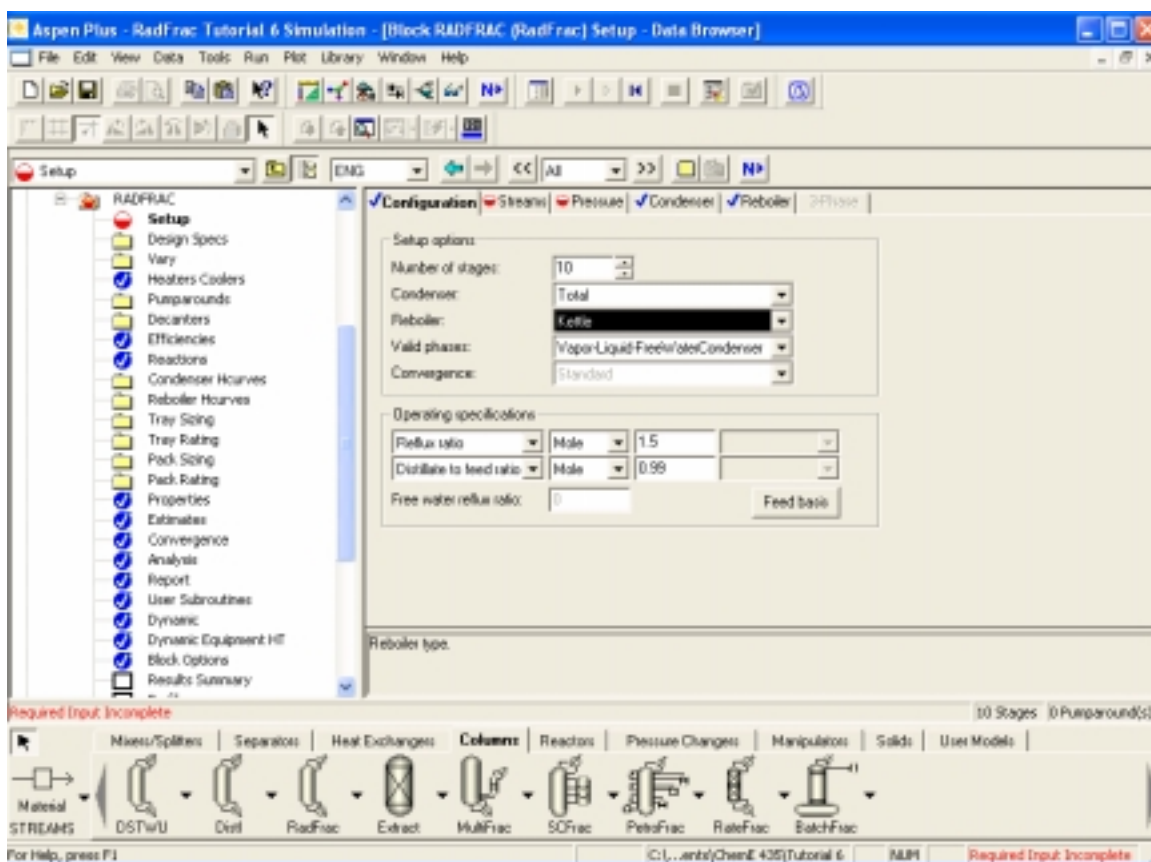 Aspen Plus - RadFrac Tutorial 6 Simulation - [Block RADFRAC (RadFrac) Setup - Data Browser]
File Edit View Data Tools Run Plot Library Window Help
Setup ENG All N
RADFRAC
Setup
Design Specs
Vary
Heaters Coolers
Pumparounds
Decanters
Efficiencies
Reactions
Condenser Hcurves
Reboiler Hcurves
Tray Sizing
Tray Rating
Pack Sizing
Pack Rating
Properties
Estimates
Convergence
Analysis
Report
User Subroutines
Dynamic
Dynamic Equipment HT
Block Options
Results Summary
Configuration Streams Pressure Condenser Reboiler 3-Phase
Setup options
Number of stages: 10
Condenser: Total
Reboiler: Kettle
Valid phases: Vapor-Liquid-FreeWaterCondenser
Convergence: Standard
Operating specifications
Reflux ratio Mole 1.5
Distillate to feed ratio Mole 0.99
Free water reflux ratio: 0 Feed basis
Reboiler type.
Required Input Incomplete 10 Stages 0 Pumparound(s)
Mixers/Splitters Separators Heat Exchangers Columns Reactors Pressure Changers Manipulators Solids User Models
Material
STREAMS DSTWU Distl RadFrac Extract MultiFrac SCFrac PetroFrac RateFrac BatchFrac
For Help, press F1 C:\...ents\ChemE 435\Tutorial 6 NUM Required Input Incomplete